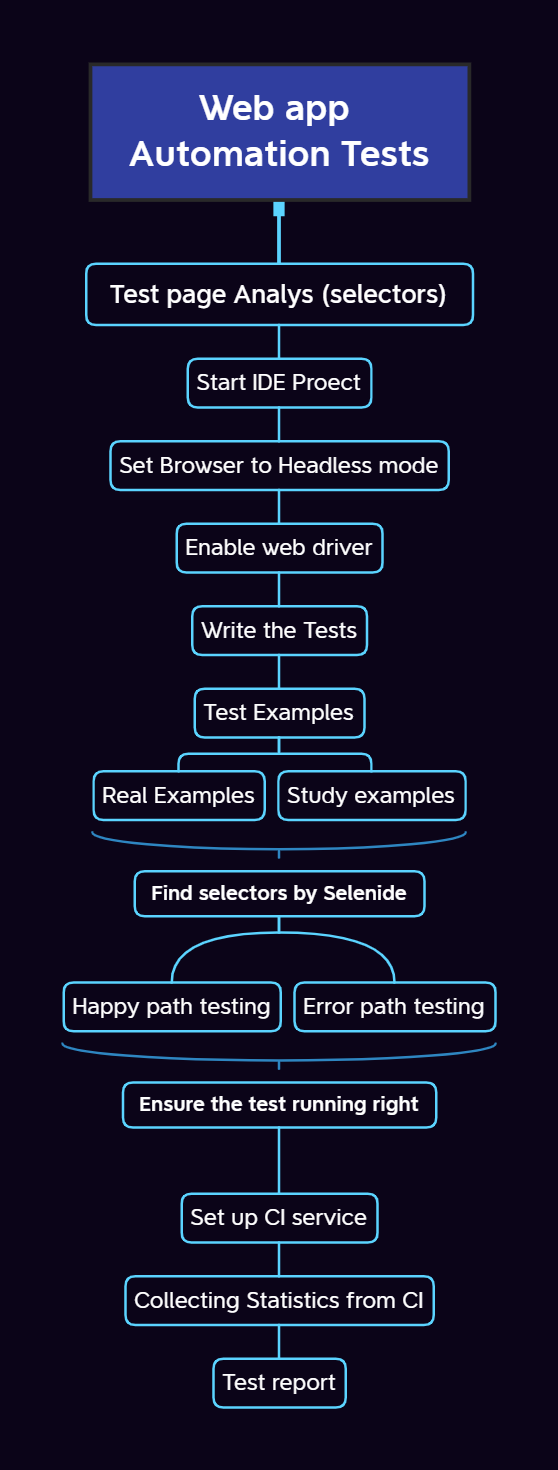 Web app
Automation Tests
Test page Analys (selectors)
Start IDE Proect
Set Browser to Headless mode
Enable web driver
Write the Tests
Test Examples
Real Examples
Study examples
Find selectors by Selenide
Happy path testing
Error path testing
Ensure the test running right
Set up CI service
Collecting Statistics from CI
Test report